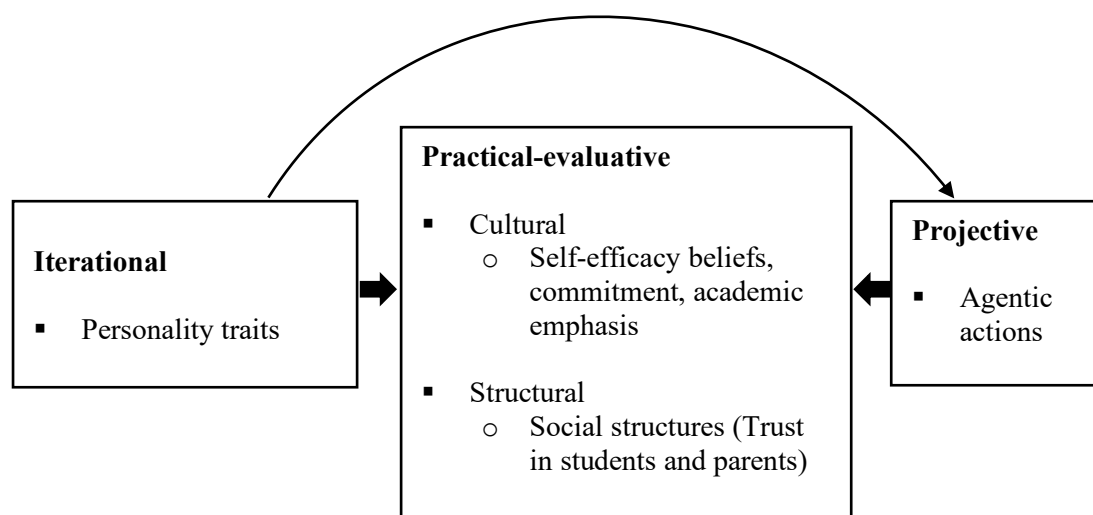 Iterational
▪ Personality traits
Practical-evaluative
▪ Cultural
o Self-efficacy beliefs,
commitment, academic
emphasis
▪ Structural
o Social structures (Trust
in students and parents)
Projective
▪ Agentic
actions